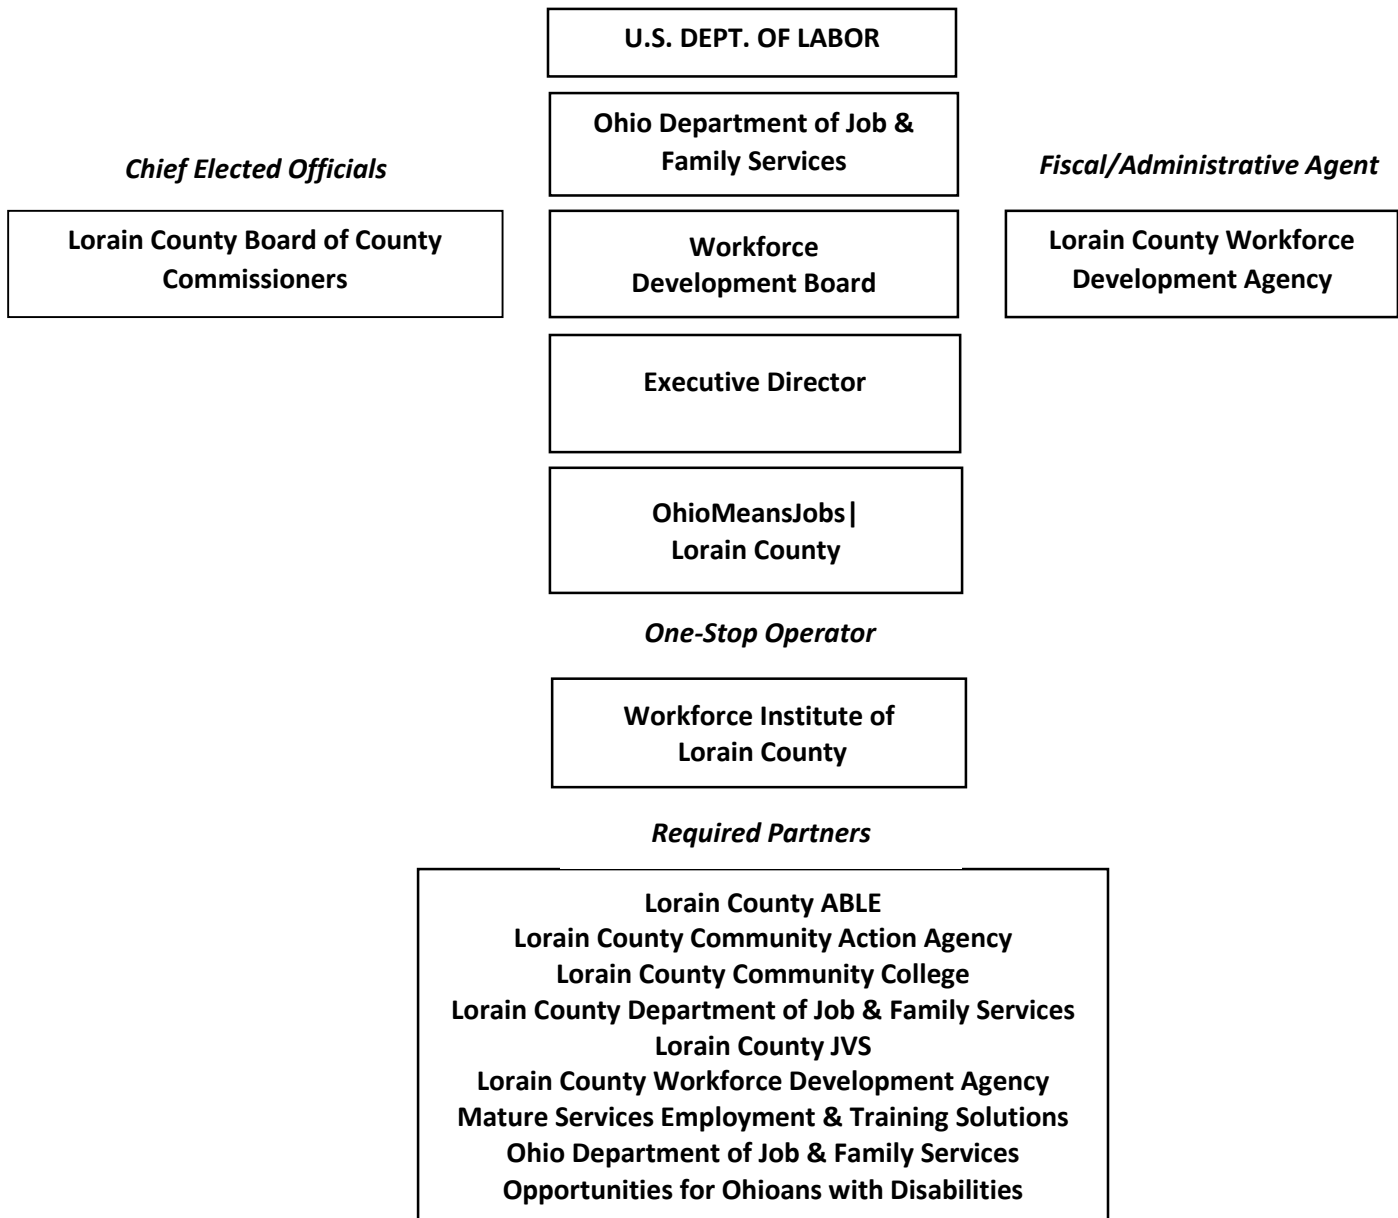 U.S. DEPT. OF LABOR
Ohio Department of Job &
Family Services
Chief Elected Officials
Fiscal/Administrative Agent
Lorain County Board of County
Commissioners
Workforce
Development Board
Lorain County Workforce
Development Agency
Executive Director
OhioMeansJobs|
Lorain County
One-Stop Operator
Workforce Institute of
Lorain County
Required Partners
Lorain County ABLE
Lorain County Community Action Agency
Lorain County Community College
Lorain County Department of Job & Family Services
Lorain County JVS
Lorain County Workforce Development Agency
Mature Services Employment & Training Solutions
Ohio Department of Job & Family Services
Opportunities for Ohioans with Disabilities